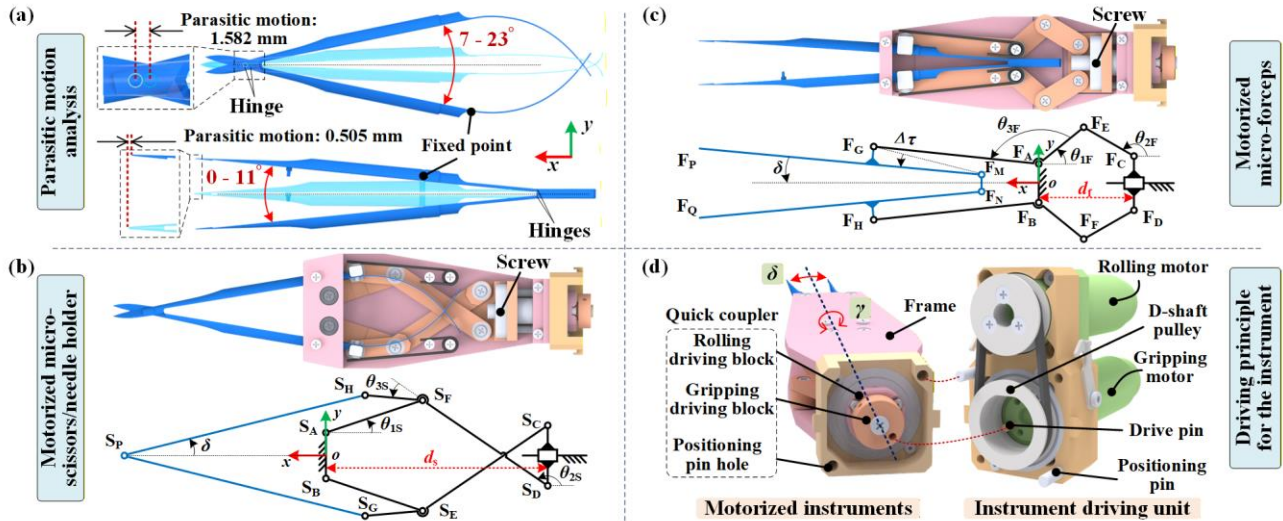 (a)
Parasitic motion analysis
Parasitic motion:
1.582 mm
7 - 23°
Hinge
Fixed point
Parasitic motion: 0.505 mm
0 - 11°
y
x
Hinges
(b)
Motorized micro-scissors/needle holder
Screw
S_H
θ_3S
S_F
S_A
y
θ_1S
S_C
S_P
δ
x
o
d_s
S_B
θ_2S
S_D
S_G
S_E
(c)
Screw
Motorized micro-forceps
F_E
F_G
Δτ
θ_3F
θ_2F
F_P
F_A
y
θ_1F
F_C
δ
F_M
x
o
d_f
F_N
F_Q
F_H
F_B
F_F
F_D
(d)
δ
γ
Frame
Rolling motor
Quick coupler
D-shaft
pulley
Rolling
driving block
Gripping
motor
Gripping
driving block
Drive pin
Positioning
pin hole
Positioning
pin
Motorized instruments
Instrument driving unit
Driving principle for the instrument